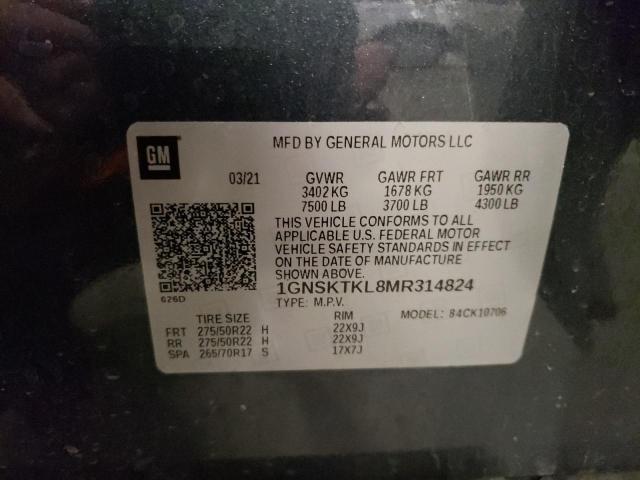 GM
MFD BY GENERAL MOTORS LLC
03/21 GVWR GAWR FRT GAWR RR
3402 KG 1678 KG 1950 KG
7500 LB 3700 LB 4300 LB
THIS VEHICLE CONFORMS TO ALL
APPLICABLE U.S. FEDERAL MOTOR
VEHICLE SAFETY STANDARDS IN EFFECT
ON THE DATE OF MANUFACTURE
SHOWN ABOVE.
626D
1GNSKTKL8MR314824
TYPE: M.P.V.
TIRE SIZE RIM MODEL: 84CK10706
FRT 275/50R22 H 22X9J
RR 275/50R22 H 22X9J
SPA 265/70R17 S 17X7J